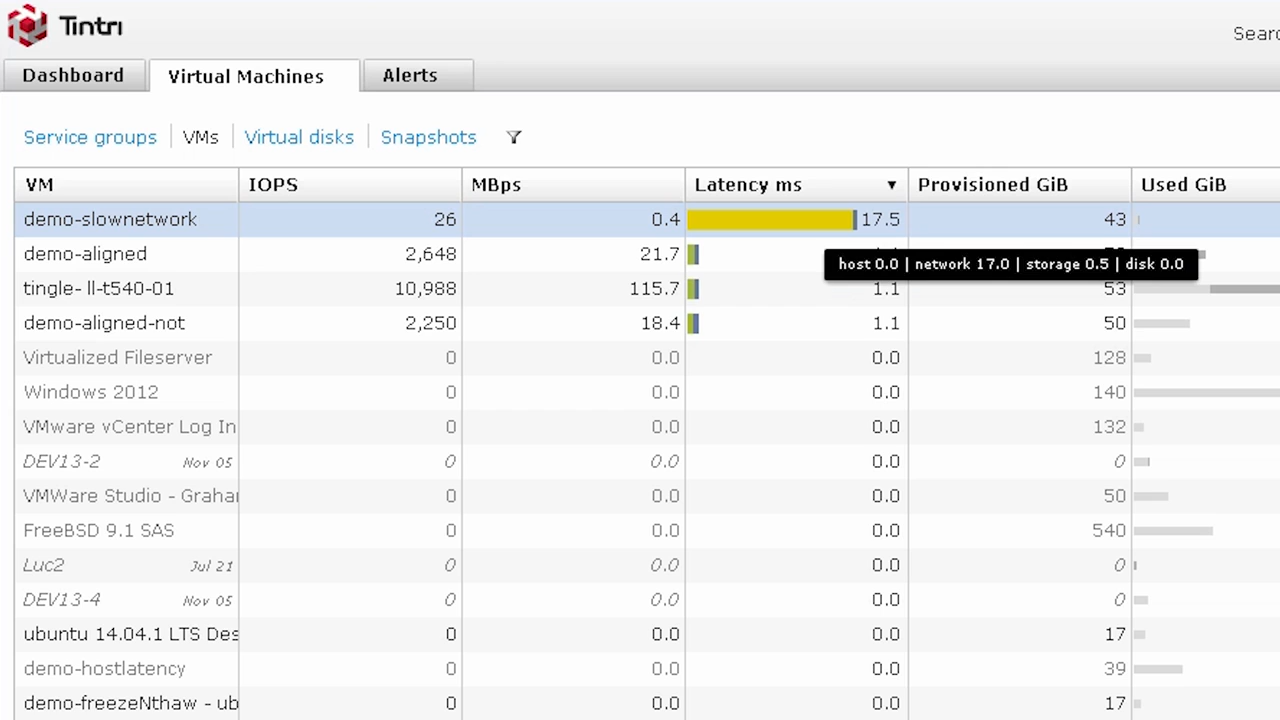 Tintri
Sear
Dashboard Virtual Machines Alerts
Service groups VMs Virtual disks Snapshots
VM IOPS MBps Latency ms ▼ Provisioned GiB Used GiB
demo-slownetwork 26 0.4 17.5 43
demo-aligned 2,648 21.7
host 0.0 | network 17.0 | storage 0.5 | disk 0.0
tingle- ll-t540-01 10,988 115.7 1.1 53
demo-aligned-not 2,250 18.4 1.1 50
Virtualized Fileserver 0 0.0 0.0 128
Windows 2012 0 0.0 0.0 140
VMware vCenter Log In 0 0.0 0.0 132
DEV13-2 Nov 05 0 0.0 0.0 0
VMWare Studio - Graha 0 0.0 0.0 50
FreeBSD 9.1 SAS 0 0.0 0.0 540
Luc2 Jul 21 0 0.0 0.0 0
DEV13-4 Nov 05 0 0.0 0.0 0
ubuntu 14.04.1 LTS Des 0 0.0 0.0 17
demo-hostlatency 0 0.0 0.0 39
demo-freezeNthaw - ub 0 0.0 0.0 17